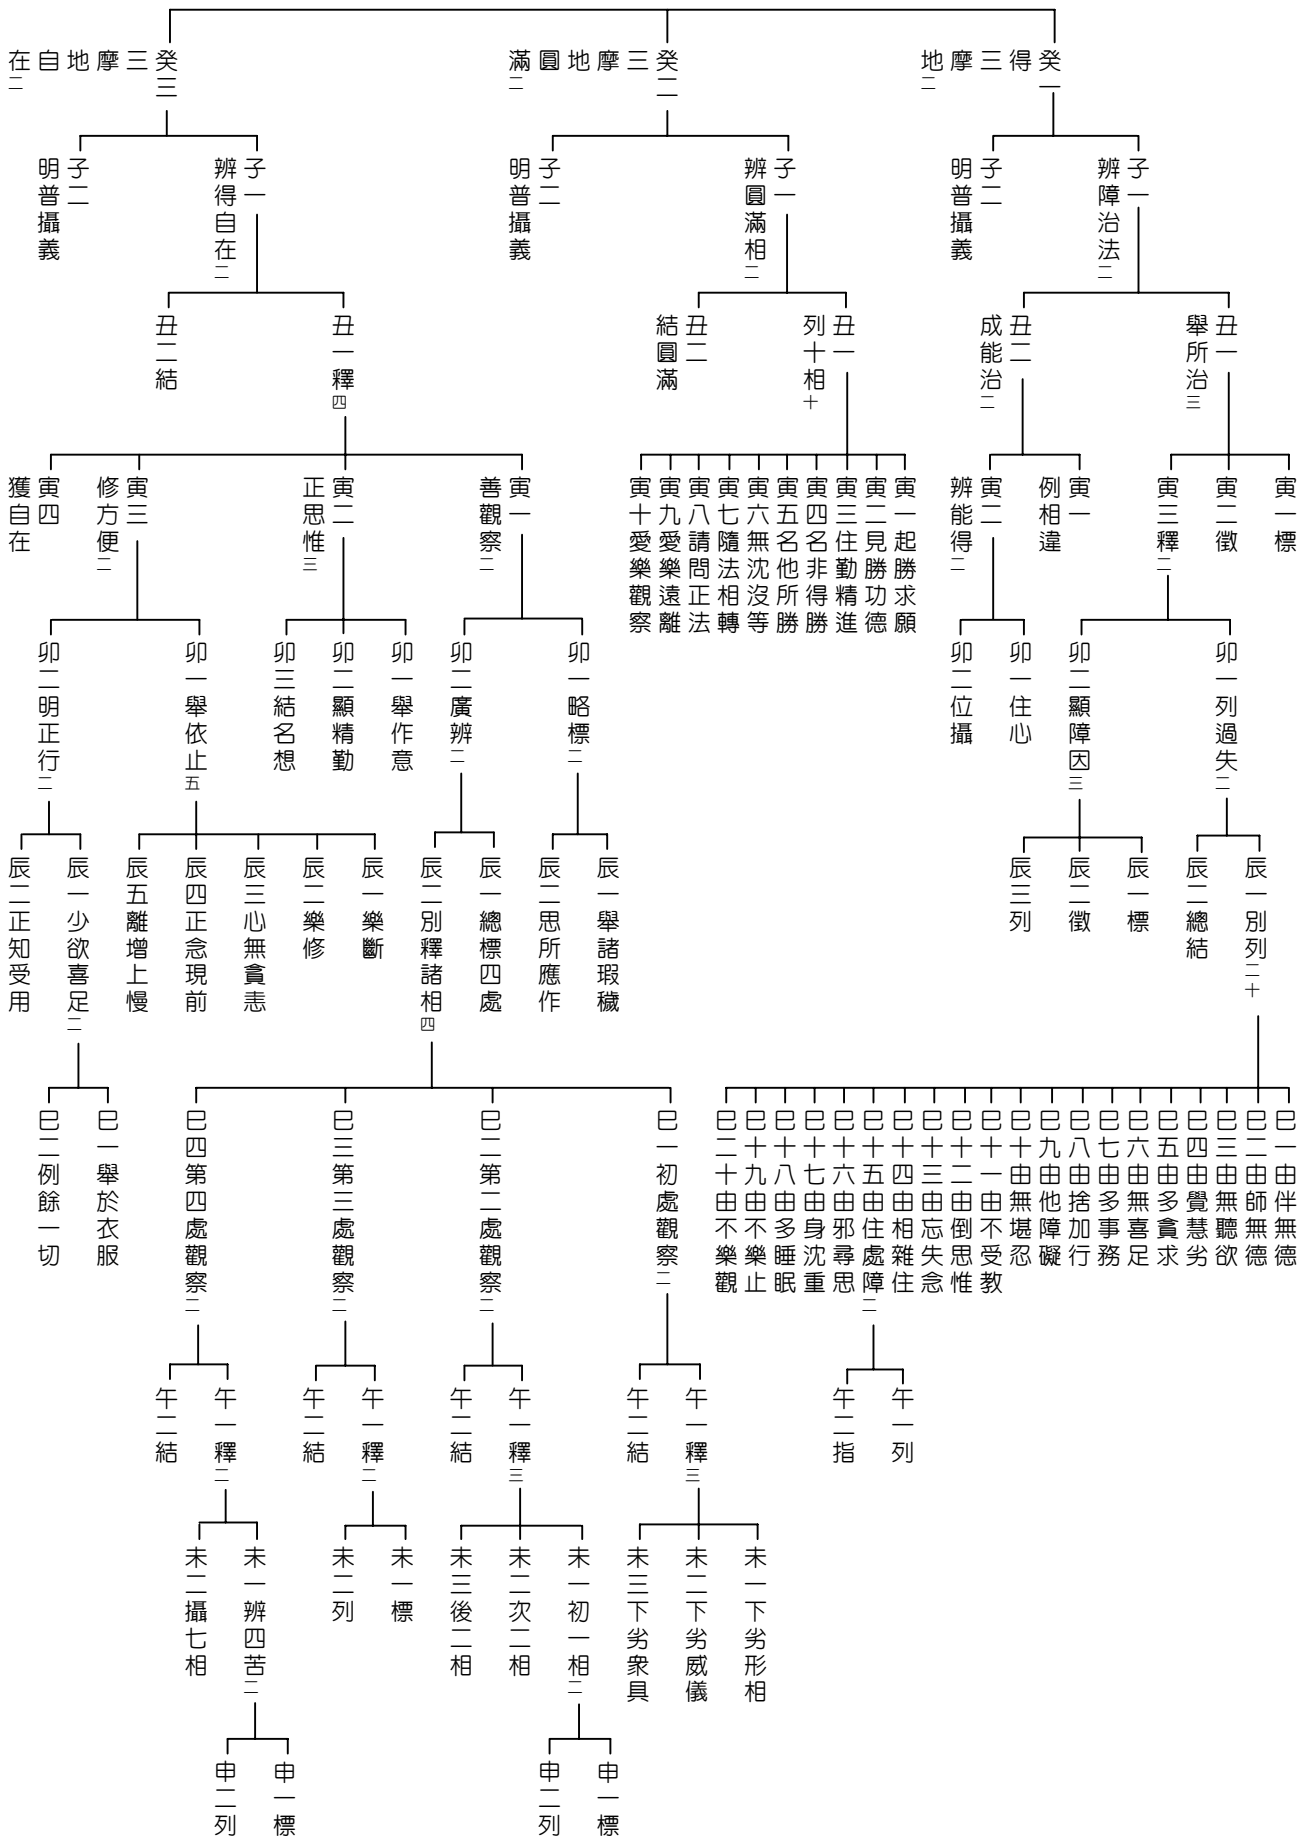 癸一得三摩地二
癸二三摩地圓滿二
癸三三摩地自在二
子一辨障治法二
子二明普攝義
子一辨圓滿相二
子二明普攝義
子一辨得自在二
子二明普攝義
丑一舉所治三
丑二成能治二
丑一列十相十
丑二結圓滿
丑一釋四
丑二結
寅一標
寅二徵
寅三釋二
寅一例相違
寅二辨能得二
寅一起勝求願
寅二見勝功德
寅三住勤精進
寅四名非得勝
寅五名他所勝
寅六無沈沒等
寅七隨法相轉
寅八請問正法
寅九愛樂遠離
寅十愛樂觀察
寅一善觀察二
寅二正思惟三
寅三修方便二
寅四獲自在
卯一列過失二
卯二顯障因三
卯一住心
卯二位攝
卯一略標二
卯二廣辨二
卯一舉作意
卯二顯精勤
卯三結名想
卯一舉依止五
卯二明正行二
辰一別列二十
辰二總結
辰一標
辰二徵
辰三列
辰一舉諸瑕穢
辰二思所應作
辰一總標四處
辰二別釋諸相四
辰一樂斷
辰二樂修
辰三心無貪恚
辰四正念現前
辰五離增上慢
辰一少欲喜足二
辰二正知受用
巳一由伴無德
巳二由師無德
巳三由無聽欲
巳四由覺慧劣
巳五由多貪求
巳六由無喜足
巳七由多事務
巳八由捨加行
巳九由他障礙
巳十由無堪忍
巳十一由不受教
巳十二由倒思惟
巳十三由忘失念
巳十四由相雜住
巳十五由住處障二
巳十六由邪尋思
巳十七由身沈重
巳十八由多睡眠
巳十九由不樂止
巳二十由不樂觀
巳一初處觀察二
巳二第二處觀察二
巳三第三處觀察二
巳四第四處觀察二
巳一舉於衣服
巳二例餘一切
午一列
午二指
午一釋三
午二結
午一釋三
午二結
午一釋二
午二結
午一釋二
午二結
未一下劣形相
未二下劣威儀
未三下劣衆具
未一初一相二
未二次二相
未三後二相
未一標
未二列
未一辨四苦二
未二攝七相
申一標
申二列
申一標
申二列